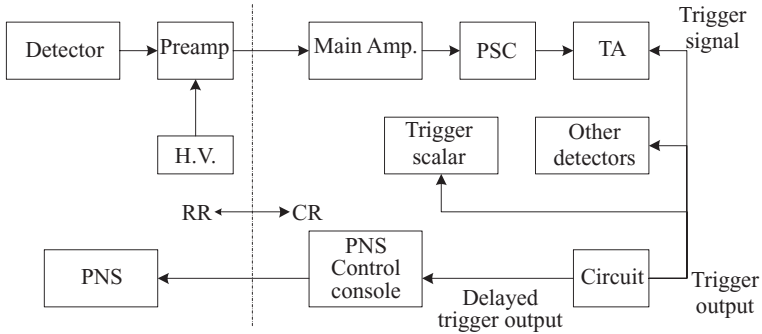 Trigger
signal
Detector
Preamp
Main Amp.
PSC
TA
H.V.
Trigger
scalar
Other
detectors
RR
CR
PNS
PNS
Control
console
Circuit
Delayed
trigger output
Trigger
output